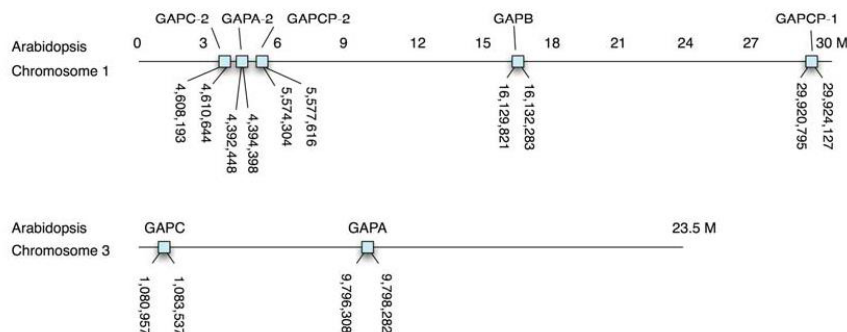 GAPC-2 GAPA-2 GAPCP-2 GAPB GAPCP-1
Arabidopsis 0 3 6 9 12 15 18 21 24 27 30 M
Chromosome 1
4,608,193 4,610,644 4,392,448 4,394,398 5,574,304 5,577,616 16,129,821 16,132,283 29,920,795 29,924,127
Arabidopsis GAPC GAPA 23.5 M
Chromosome 3
1,080,957 1,083,537 9,796,308 9,798,282